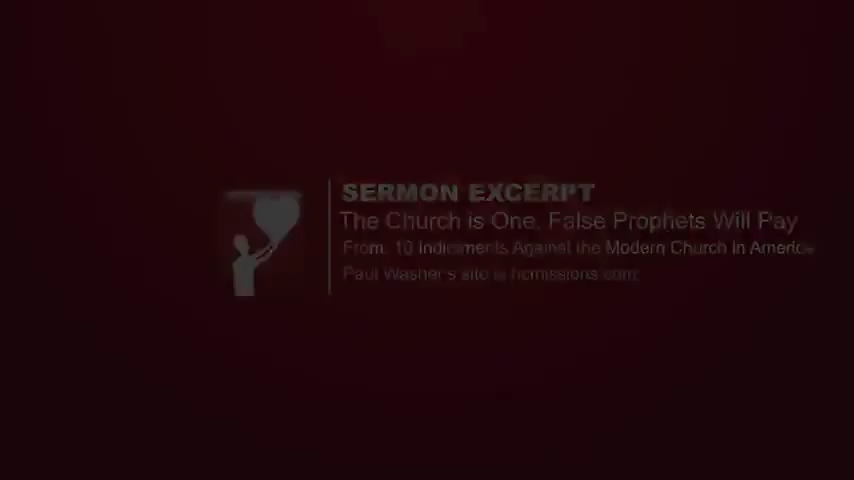 SERMON EXCERPT
The Church is One, False Prophets Will Pay
From: 10 Indictments Against the Modern Church In America
Paul Washer's site is hcmissions.com